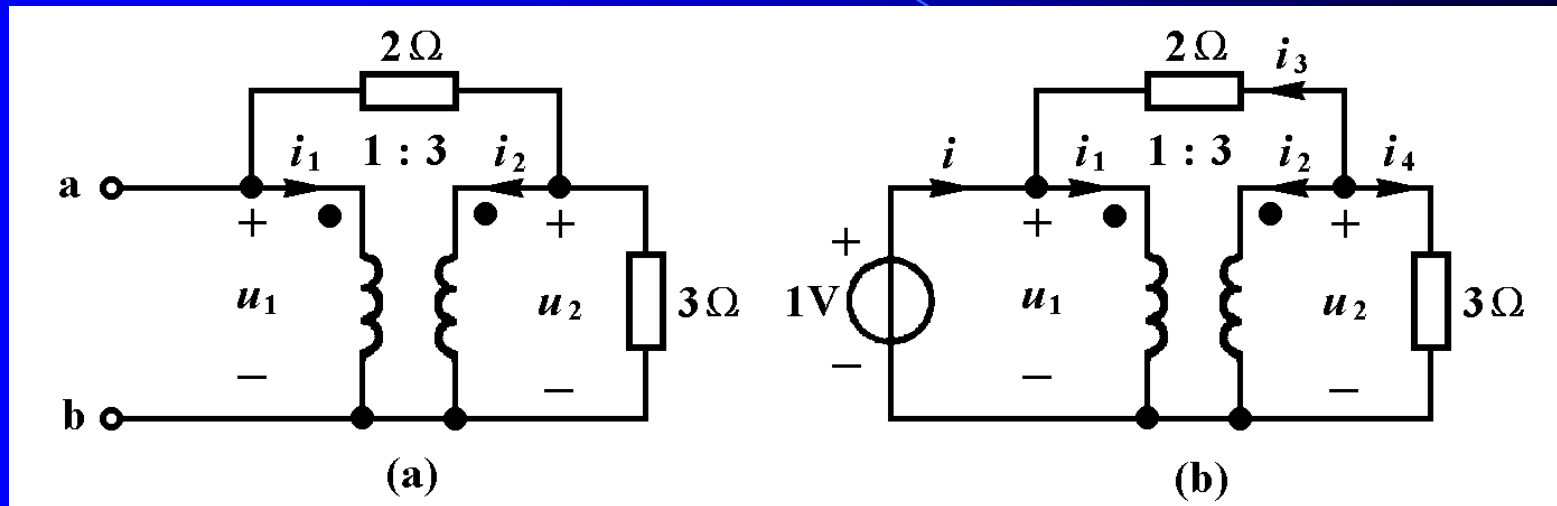 2Ω
i1 1 : 3 i2
a
+ +
u1 u2 3Ω
− −
b
(a)
2Ω i3
i i1 1 : 3 i2 i4
+ + +
1V u1 u2 3Ω
− − −
(b)